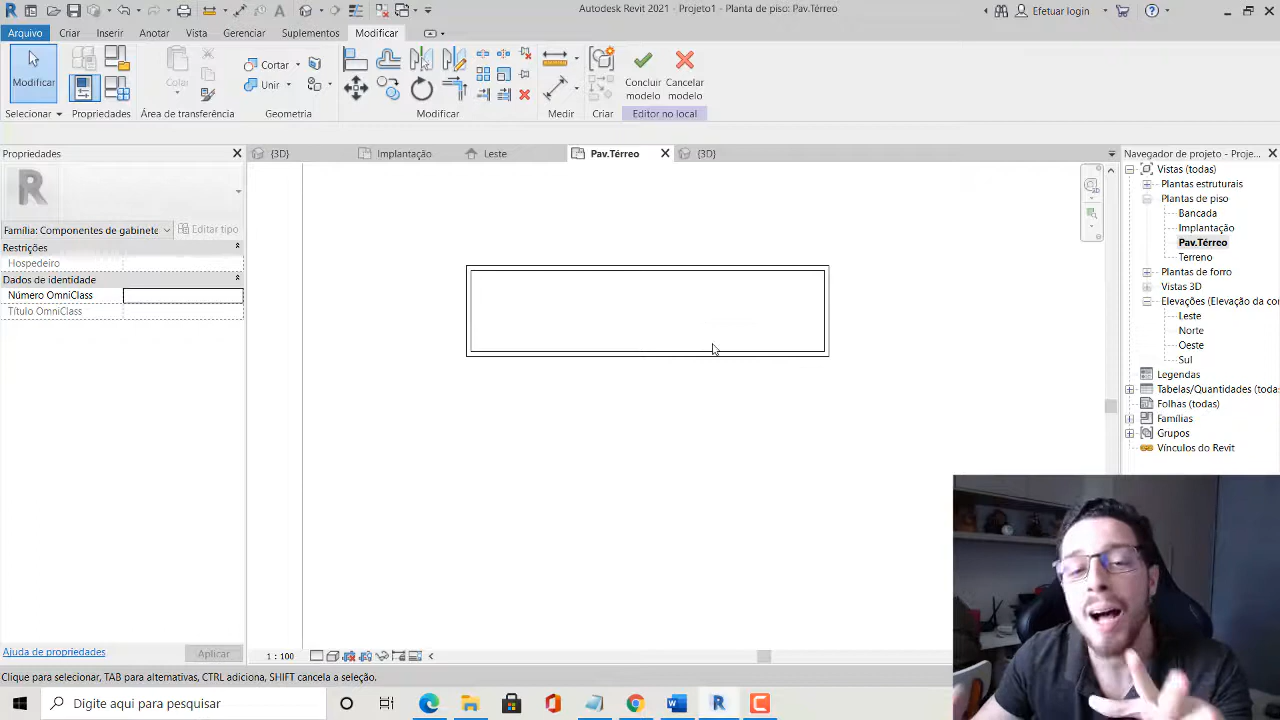 Autodesk Revit 2021 - Projeto1 - Planta de piso: Pav.Térreo
Efetuar login
Arquivo Criar Inserir Anotar Vista Gerenciar Suplementos Modificar
Modificar
Colar
Cortar
Unir
Concluir modelo
Cancelar modelo
Selecionar Propriedades Área de transferência Geometria Modificar Medir Criar Editor no local
Propriedades
{3D} Implantação Leste Pav.Térreo {3D}
Navegador de projeto - Proje...
Família: Componentes de gabinete
Editar tipo
Restrições
Hospedeiro
Dados de identidade
Número OmniClass
Título OmniClass
Vistas (todas)
Plantas estruturais
Plantas de piso
Bancada
Implantação
Pav.Térreo
Terreno
Plantas de forro
Vistas 3D
Elevações (Elevação da con
Leste
Norte
Oeste
Sul
Legendas
Tabelas/Quantidades (todas
Folhas (todas)
Famílias
Grupos
Vínculos do Revit
Ajuda de propriedades
Aplicar
1 : 100
Clique para selecionar, TAB para alternativas, CTRL adiciona, SHIFT cancela a seleção.
Digite aqui para pesquisar